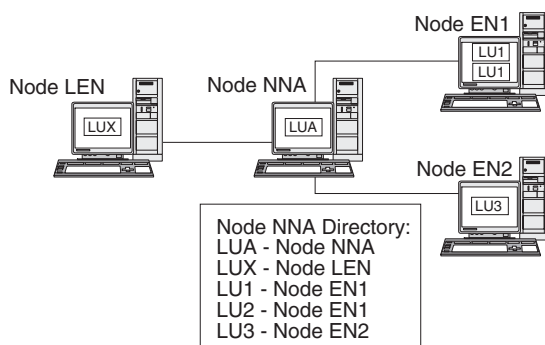 Node EN1
LU1
LU1
Node LEN
Node NNA
LUX
LUA
Node EN2
LU3
Node NNA Directory:
LUA - Node NNA
LUX - Node LEN
LU1 - Node EN1
LU2 - Node EN1
LU3 - Node EN2